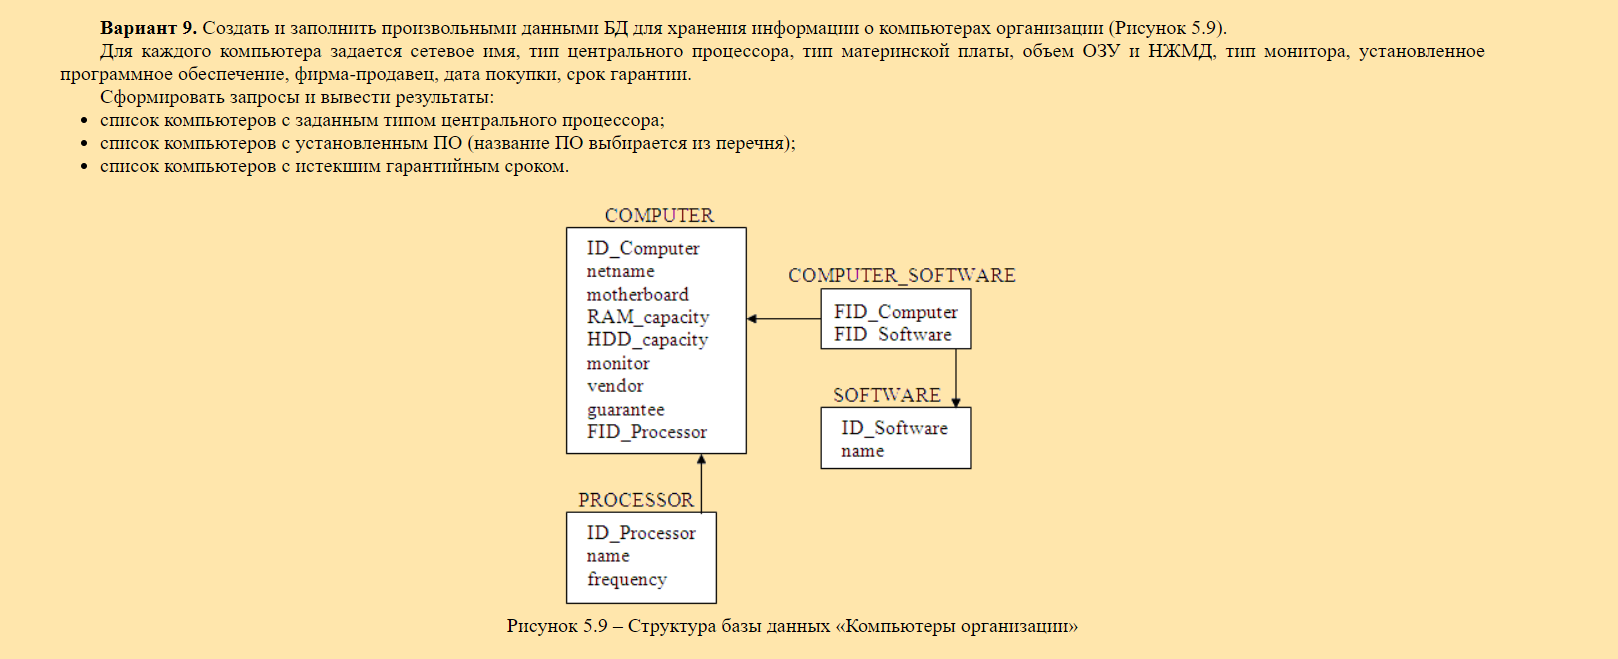 Вариант 9. Создать и заполнить произвольными данными БД для хранения информации о компьютерах организации (Рисунок 5.9).
Для каждого компьютера задается сетевое имя, тип центрального процессора, тип материнской платы, объем ОЗУ и НЖМД, тип монитора, установленное
программное обеспечение, фирма-продавец, дата покупки, срок гарантии.
Сформировать запросы и вывести результаты:
• список компьютеров с заданным типом центрального процессора;
• список компьютеров с установленным ПО (название ПО выбирается из перечня);
• список компьютеров с истекшим гарантийным сроком.
COMPUTER
ID_Computer
netname
motherboard
RAM_capacity
HDD_capacity
monitor
vendor
guarantee
FID_Processor
COMPUTER_SOFTWARE
FID_Computer
FID_Software
SOFTWARE
ID_Software
name
PROCESSOR
ID_Processor
name
frequency
Рисунок 5.9 – Структура базы данных «Компьютеры организации»